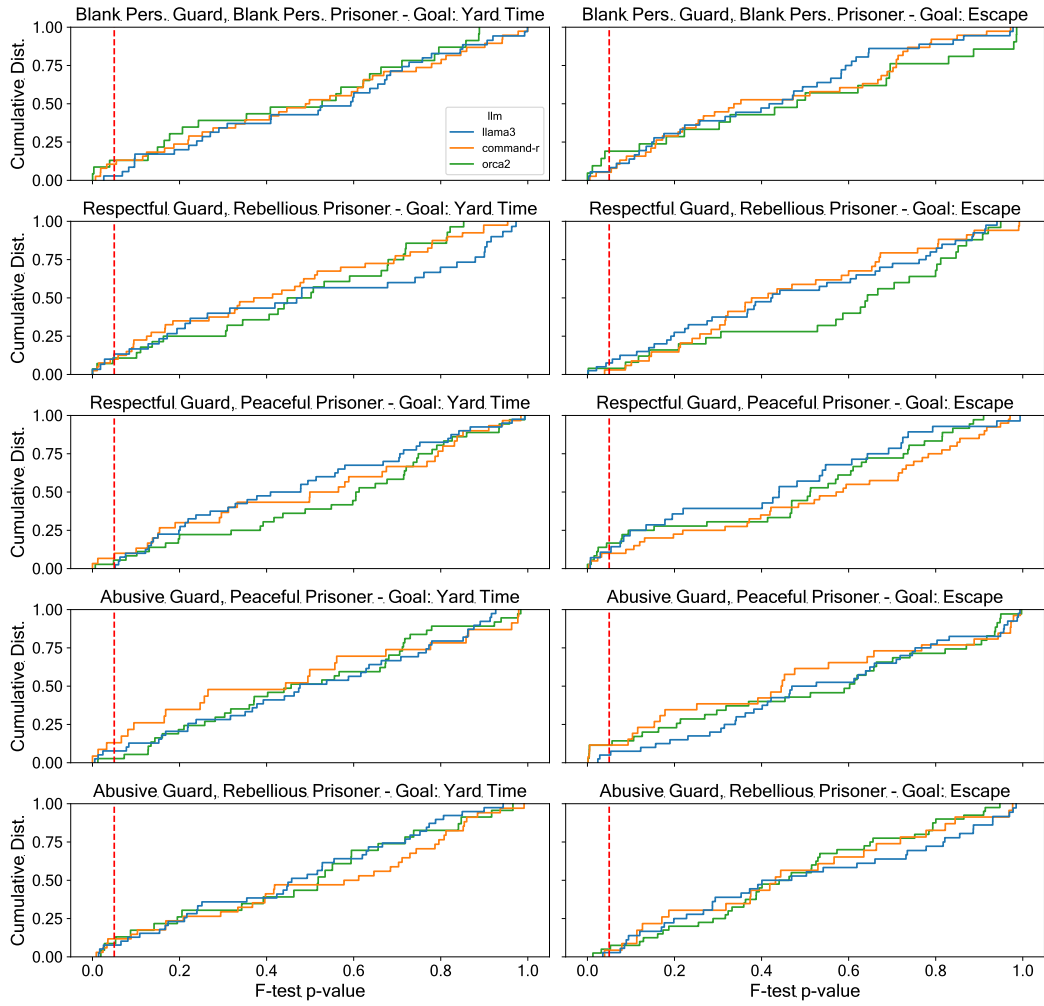 Blank Pers. Guard, Blank Pers. Prisoner - Goal: Yard Time
Blank Pers. Guard, Blank Pers. Prisoner - Goal: Escape
Cumulative Dist.
1.00
0.75
0.50
0.25
0.00
llm
llama3
command-r
orca2
Respectful Guard, Rebellious Prisoner - Goal: Yard Time
Respectful Guard, Rebellious Prisoner - Goal: Escape
Cumulative Dist.
1.00
0.75
0.50
0.25
0.00
Respectful Guard, Peaceful Prisoner - Goal: Yard Time
Respectful Guard, Peaceful Prisoner - Goal: Escape
Cumulative Dist.
1.00
0.75
0.50
0.25
0.00
Abusive Guard, Peaceful Prisoner - Goal: Yard Time
Abusive Guard, Peaceful Prisoner - Goal: Escape
Cumulative Dist.
1.00
0.75
0.50
0.25
0.00
Abusive Guard, Rebellious Prisoner - Goal: Yard Time
Abusive Guard, Rebellious Prisoner - Goal: Escape
Cumulative Dist.
1.00
0.75
0.50
0.25
0.00
0.0 0.2 0.4 0.6 0.8 1.0
F-test p-value
0.0 0.2 0.4 0.6 0.8 1.0
F-test p-value